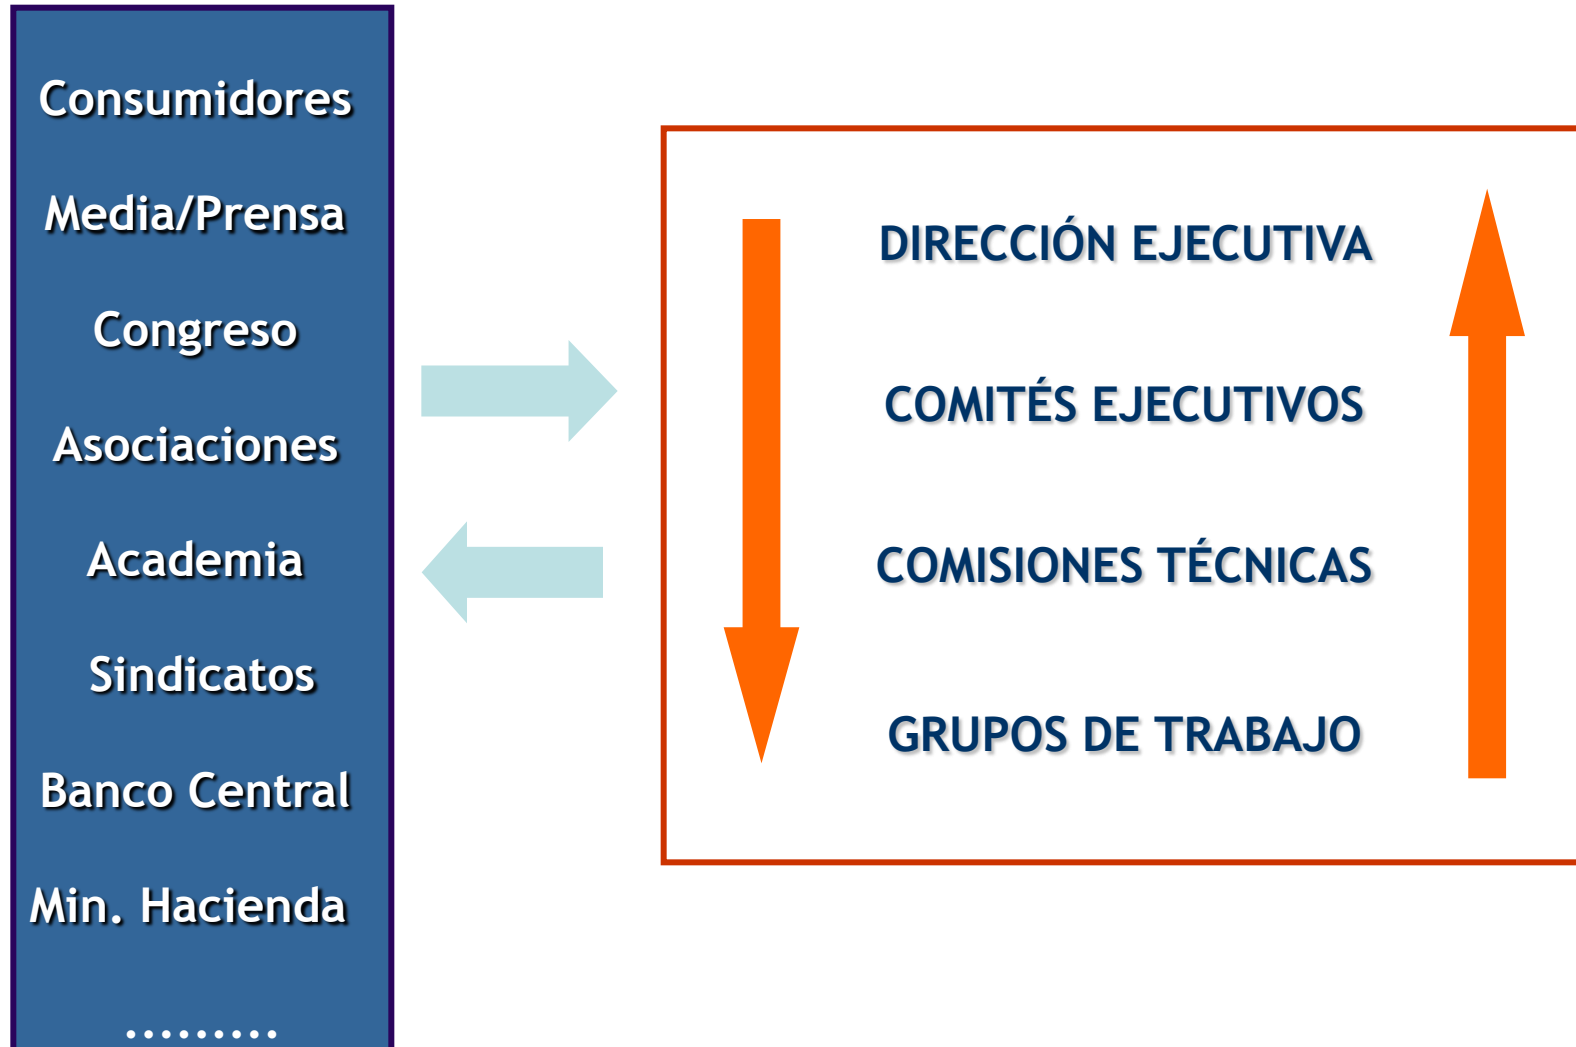 Consumidores
Media/Prensa
Congreso
Asociaciones
Academia
Sindicatos
Banco Central
Min. Hacienda
.........
DIRECCIÓN EJECUTIVA
COMITÉS EJECUTIVOS
COMISIONES TÉCNICAS
GRUPOS DE TRABAJO